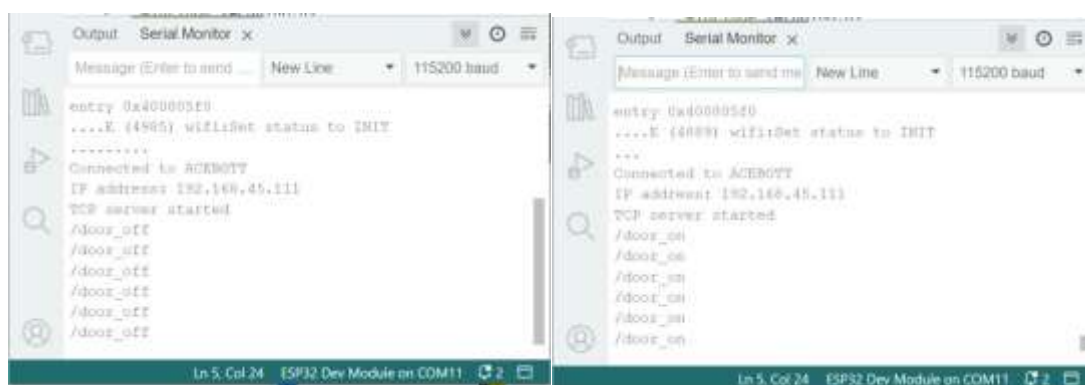 Output Serial Monitor ×
Message (Enter to send ... New Line 115200 baud
entry 0x400805f0
....E (4985) wifi:Set status to INIT
.........
Connected to ACEBOTT
IP address: 192.168.45.111
TCP server started
/door_off
/door_off
/door_off
/door_off
/door_off
/door_off
Ln 5, Col 24 ESP32 Dev Module on COM11 2
Output Serial Monitor ×
Message (Enter to send me New Line 115200 baud
entry 0x400805f0
....E (4889) wifi:Set status to INIT
...
Connected to ACEBOTT
IP address: 192.168.45.111
TCP server started
/door_on
/door_on
/door_on
/door_on
/door_on
/door_on
Ln 5, Col 24 ESP32 Dev Module on COM11 2